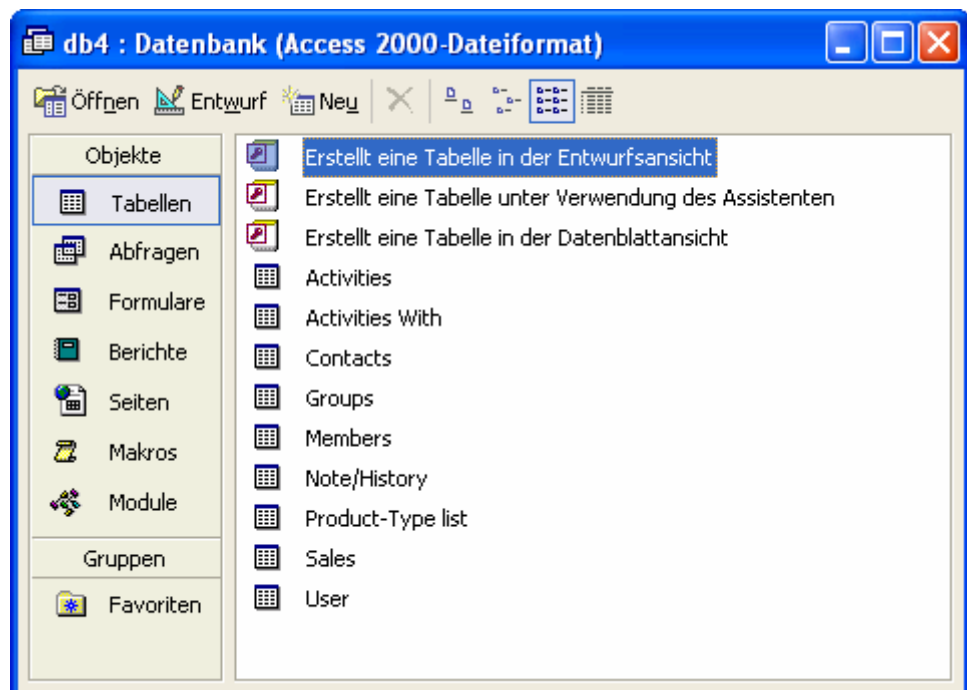 db4 : Datenbank (Access 2000-Dateiformat)
Öffnen Entwurf Neu
Objekte
Tabellen
Abfragen
Formulare
Berichte
Seiten
Makros
Module
Gruppen
Favoriten
Erstellt eine Tabelle in der Entwurfsansicht
Erstellt eine Tabelle unter Verwendung des Assistenten
Erstellt eine Tabelle in der Datenblattansicht
Activities
Activities With
Contacts
Groups
Members
Note/History
Product-Type list
Sales
User